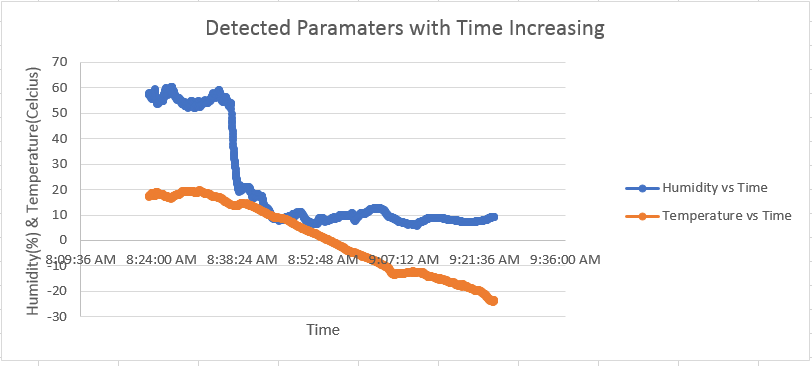 Detected Paramaters with Time Increasing
Humidity(%) & Temperature(Celcius)
70
60
50
40
30
20
10
0
-10
-20
-30
8:09:36 AM 8:24:00 AM 8:38:24 AM 8:52:48 AM 9:07:12 AM 9:21:36 AM 9:36:00 AM
Time
Humidity vs Time
Temperature vs Time